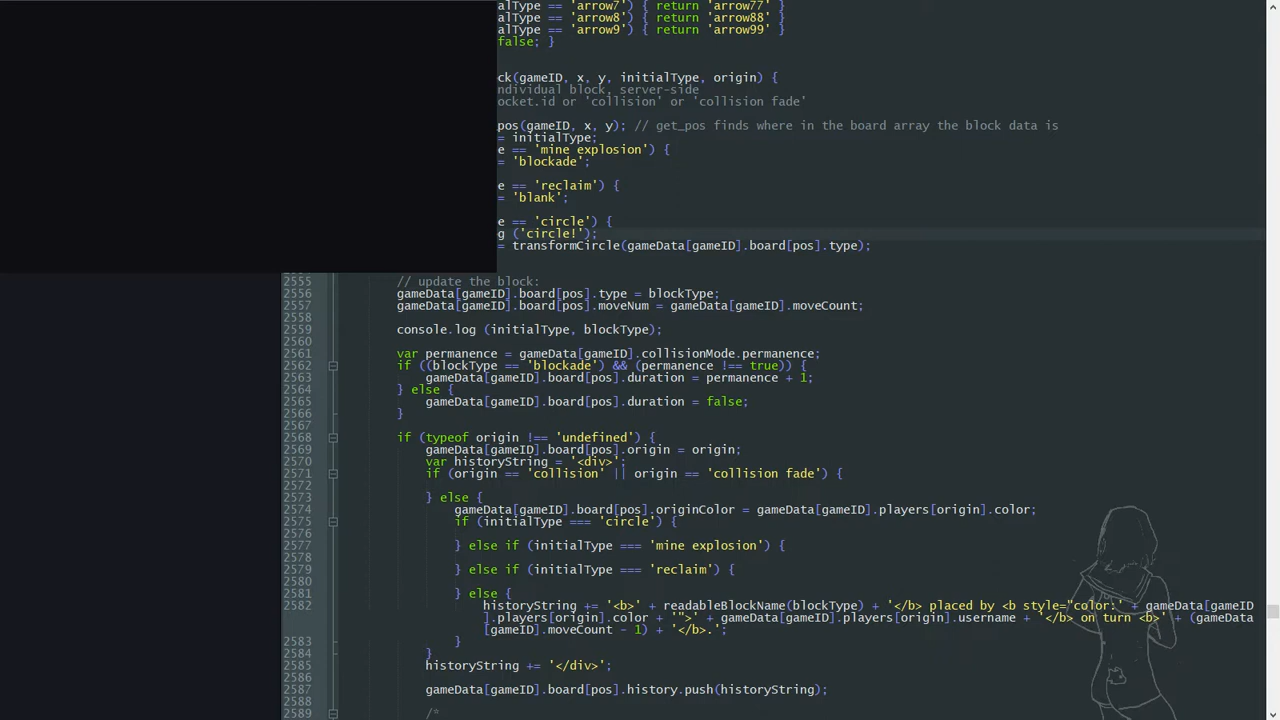 alType == 'arrow7') { return 'arrow77' }
alType == 'arrow8') { return 'arrow88' }
alType == 'arrow9') { return 'arrow99' }
false; }
ck(gameID, x, y, initialType, origin) {
ndividual block, server-side
ocket.id or 'collision' or 'collision fade'
pos(gameID, x, y); // get_pos finds where in the board array the block data is
= initialType;
e == 'mine explosion') {
= 'blockade';
e == 'reclaim') {
= 'blank';
e == 'circle') {
g ('circle!');
= transformCircle(gameData[gameID].board[pos].type);
2555 // update the block:
2556 gameData[gameID].board[pos].type = blockType;
2557 gameData[gameID].board[pos].moveNum = gameData[gameID].moveCount;
2558
2559 console.log (initialType, blockType);
2560
2561 var permanence = gameData[gameID].collisionMode.permanence;
2562 if ((blockType == 'blockade') && (permanence !== true)) {
2563 gameData[gameID].board[pos].duration = permanence + 1;
2564 } else {
2565 gameData[gameID].board[pos].duration = false;
2566 }
2567
2568 if (typeof origin !== 'undefined') {
2569 gameData[gameID].board[pos].origin = origin;
2570 var historyString = '<div>';
2571 if (origin == 'collision' || origin == 'collision fade') {
2572
2573 } else {
2574 gameData[gameID].board[pos].originColor = gameData[gameID].players[origin].color;
2575 if (initialType === 'circle') {
2576
2577 } else if (initialType === 'mine explosion') {
2578
2579 } else if (initialType === 'reclaim') {
2580
2581 } else {
2582 historyString += '<b>' + readableBlockName(blockType) + '</b> placed by <b style="color:' + gameData[gameID
].players[origin].color + '">' + gameData[gameID].players[origin].username + '</b> on turn <b>' + (gameData
[gameID].moveCount - 1) + '</b>.';
2583 }
2584 }
2585 historyString += '</div>';
2586
2587 gameData[gameID].board[pos].history.push(historyString);
2588
2589 /*